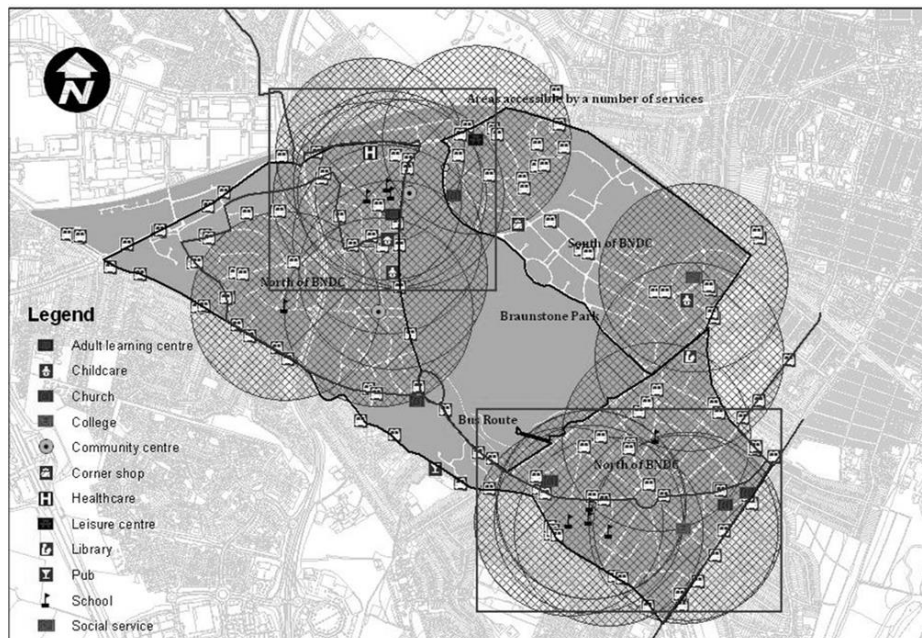 N
Areas accessible by a number of services
South of BNDC
North of BNDC
Braunstone Park
Bus Route
North of BNDC
Legend
Adult learning centre
Childcare
Church
College
Community centre
Corner shop
H Healthcare
Leisure centre
Library
Pub
School
Social service